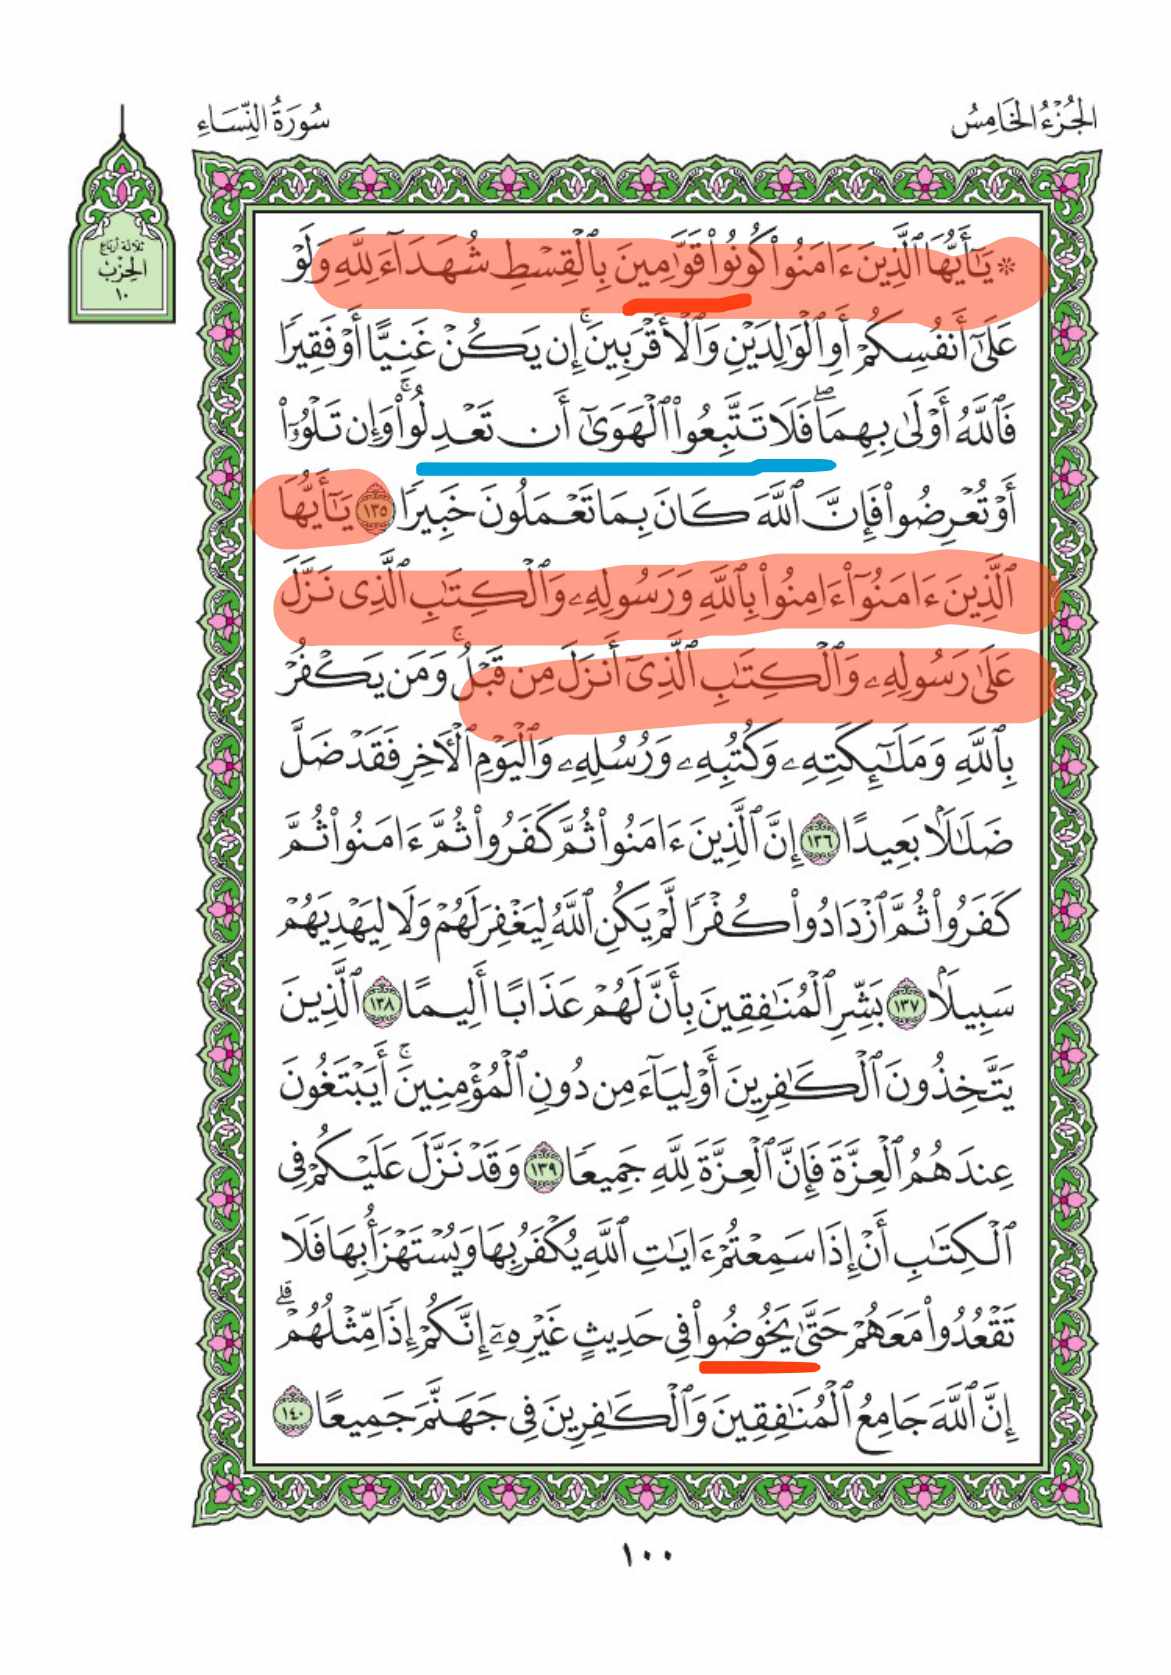 الجُزْءُ الخَامِسُ
سُورَةُ النِّسَاءِ
ثلاثة أرباع
الحِزْبُ
١٠
۞ يَـٰٓأَيُّهَا ٱلَّذِينَ ءَامَنُوا۟ كُونُوا۟ قَوَّٰمِينَ بِٱلْقِسْطِ شُهَدَآءَ لِلَّهِ وَلَوْ
عَلَىٰٓ أَنفُسِكُمْ أَوِ ٱلْوَٰلِدَيْنِ وَٱلْأَقْرَبِينَ ۚ إِن يَكُنْ غَنِيًّا أَوْ فَقِيرًا
فَٱللَّهُ أَوْلَىٰ بِهِمَا ۖ فَلَا تَتَّبِعُوا۟ ٱلْهَوَىٰٓ أَن تَعْدِلُوا۟ ۚ وَإِن تَلْوُۥٓا۟
أَوْ تُعْرِضُوا۟ فَإِنَّ ٱللَّهَ كَانَ بِمَا تَعْمَلُونَ خَبِيرًا ١٣٥ يَـٰٓأَيُّهَا
ٱلَّذِينَ ءَامَنُوٓا۟ ءَامِنُوا۟ بِٱللَّهِ وَرَسُولِهِۦ وَٱلْكِتَـٰبِ ٱلَّذِى نَزَّلَ
عَلَىٰ رَسُولِهِۦ وَٱلْكِتَـٰبِ ٱلَّذِىٓ أَنزَلَ مِن قَبْلُ ۚ وَمَن يَكْفُرْ
بِٱللَّهِ وَمَلَـٰٓئِكَتِهِۦ وَكُتُبِهِۦ وَرُسُلِهِۦ وَٱلْيَوْمِ ٱلْـَٔاخِرِ فَقَدْ ضَلَّ
ضَلَـٰلًۢا بَعِيدًا ١٣٦ إِنَّ ٱلَّذِينَ ءَامَنُوا۟ ثُمَّ كَفَرُوا۟ ثُمَّ ءَامَنُوا۟ ثُمَّ
كَفَرُوا۟ ثُمَّ ٱزْدَادُوا۟ كُفْرًا لَّمْ يَكُنِ ٱللَّهُ لِيَغْفِرَ لَهُمْ وَلَا لِيَهْدِيَهُمْ
سَبِيلًۢا ١٣٧ بَشِّرِ ٱلْمُنَـٰفِقِينَ بِأَنَّ لَهُمْ عَذَابًا أَلِيمًا ١٣٨ ٱلَّذِينَ
يَتَّخِذُونَ ٱلْكَـٰفِرِينَ أَوْلِيَآءَ مِن دُونِ ٱلْمُؤْمِنِينَ ۚ أَيَبْتَغُونَ
عِندَهُمُ ٱلْعِزَّةَ فَإِنَّ ٱلْعِزَّةَ لِلَّهِ جَمِيعًا ١٣٩ وَقَدْ نَزَّلَ عَلَيْكُمْ فِى
ٱلْكِتَـٰبِ أَنْ إِذَا سَمِعْتُمْ ءَايَـٰتِ ٱللَّهِ يُكْفَرُ بِهَا وَيُسْتَهْزَأُ بِهَا فَلَا
تَقْعُدُوا۟ مَعَهُمْ حَتَّىٰ يَخُوضُوا۟ فِى حَدِيثٍ غَيْرِهِۦٓ ۚ إِنَّكُمْ إِذًا مِّثْلُهُمْ ۗ
إِنَّ ٱللَّهَ جَامِعُ ٱلْمُنَـٰفِقِينَ وَٱلْكَـٰفِرِينَ فِى جَهَنَّمَ جَمِيعًا ١٤٠
١٠٠